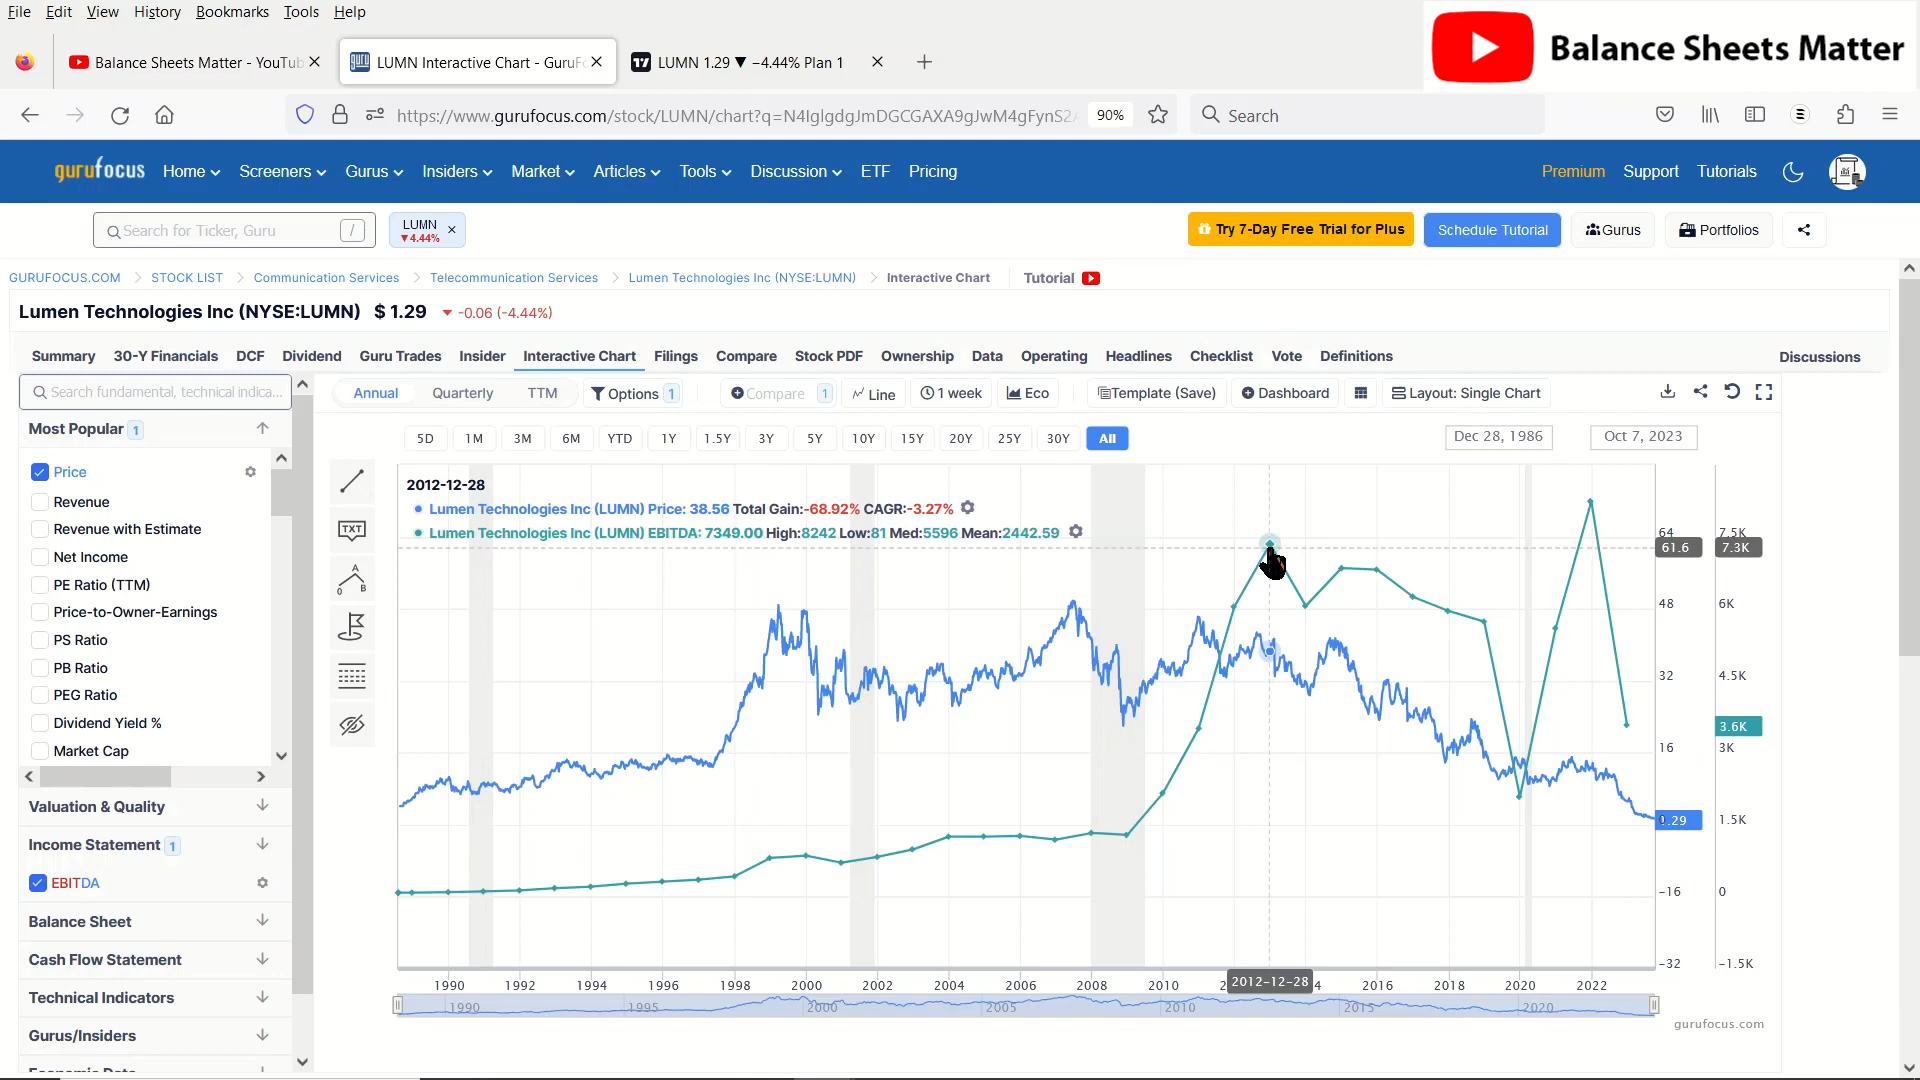 File Edit View History Bookmarks Tools Help
Balance Sheets Matter
Balance Sheets Matter - YouTub
LUMN Interactive Chart - GuruFo
LUMN 1.29 ▼ −4.44% Plan 1
https://www.gurufocus.com/stock/LUMN/chart?q=
90%
Search
gurufocus
Home Screeners Gurus Insiders Market Articles Tools Discussion ETF Pricing
Premium Support Tutorials
Search for Ticker, Guru /
LUMN
▼4.44%
Try 7-Day Free Trial for Plus
Schedule Tutorial
Gurus
Portfolios
GURUFOCUS.COM > STOCK LIST > Communication Services > Telecommunication Services > Lumen Technologies Inc (NYSE:LUMN) > Interactive Chart
Tutorial
Lumen Technologies Inc (NYSE:LUMN) $ 1.29 ▼ -0.06 (-4.44%)
Summary 30-Y Financials DCF Dividend Guru Trades Insider Interactive Chart Filings Compare Stock PDF Ownership Data Operating Headlines Checklist Vote Definitions
Discussions
Search fundamental, technical indica...
Annual Quarterly TTM Options 1 Compare 1 Line 1 week Eco Template (Save) Dashboard Layout: Single Chart
Most Popular 1
Price
Revenue
Revenue with Estimate
Net Income
PE Ratio (TTM)
Price-to-Owner-Earnings
PS Ratio
PB Ratio
PEG Ratio
Dividend Yield %
Market Cap
Valuation & Quality
Income Statement 1
EBITDA
Balance Sheet
Cash Flow Statement
Technical Indicators
Gurus/Insiders
5D 1M 3M 6M YTD 1Y 1.5Y 3Y 5Y 10Y 15Y 20Y 25Y 30Y All
Dec 28, 1986
Oct 7, 2023
TXT
A
0 B
2012-12-28
Lumen Technologies Inc (LUMN) Price: 38.56 Total Gain:-68.92% CAGR:-3.27%
Lumen Technologies Inc (LUMN) EBITDA: 7349.00 High:8242 Low:81 Med:5596 Mean:2442.59
64 7.5K
61.6 7.3K
48 6K
32 4.5K
3.6K
16 3K
.29 1.5K
-16 0
-32 -1.5K
1990 1992 1994 1996 1998 2000 2002 2004 2006 2008 2010 2 2012-12-28 4 2016 2018 2020 2022
1990 1995 2000 2005 2010 2015 2020
gurufocus.com